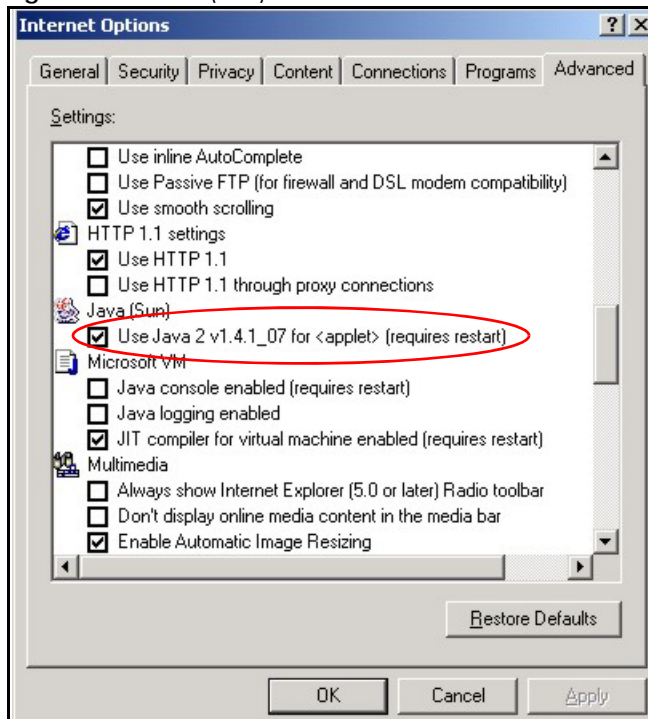 Internet Options
General Security Privacy Content Connections Programs Advanced
Settings:
Use inline AutoComplete
Use Passive FTP (for firewall and DSL modem compatibility)
Use smooth scrolling
HTTP 1.1 settings
Use HTTP 1.1
Use HTTP 1.1 through proxy connections
Java (Sun)
Use Java 2 v1.4.1_07 for <applet> (requires restart)
Microsoft VM
Java console enabled (requires restart)
Java logging enabled
JIT compiler for virtual machine enabled (requires restart)
Multimedia
Always show Internet Explorer (5.0 or later) Radio toolbar
Don't display online media content in the media bar
Enable Automatic Image Resizing
Restore Defaults
OK Cancel Apply